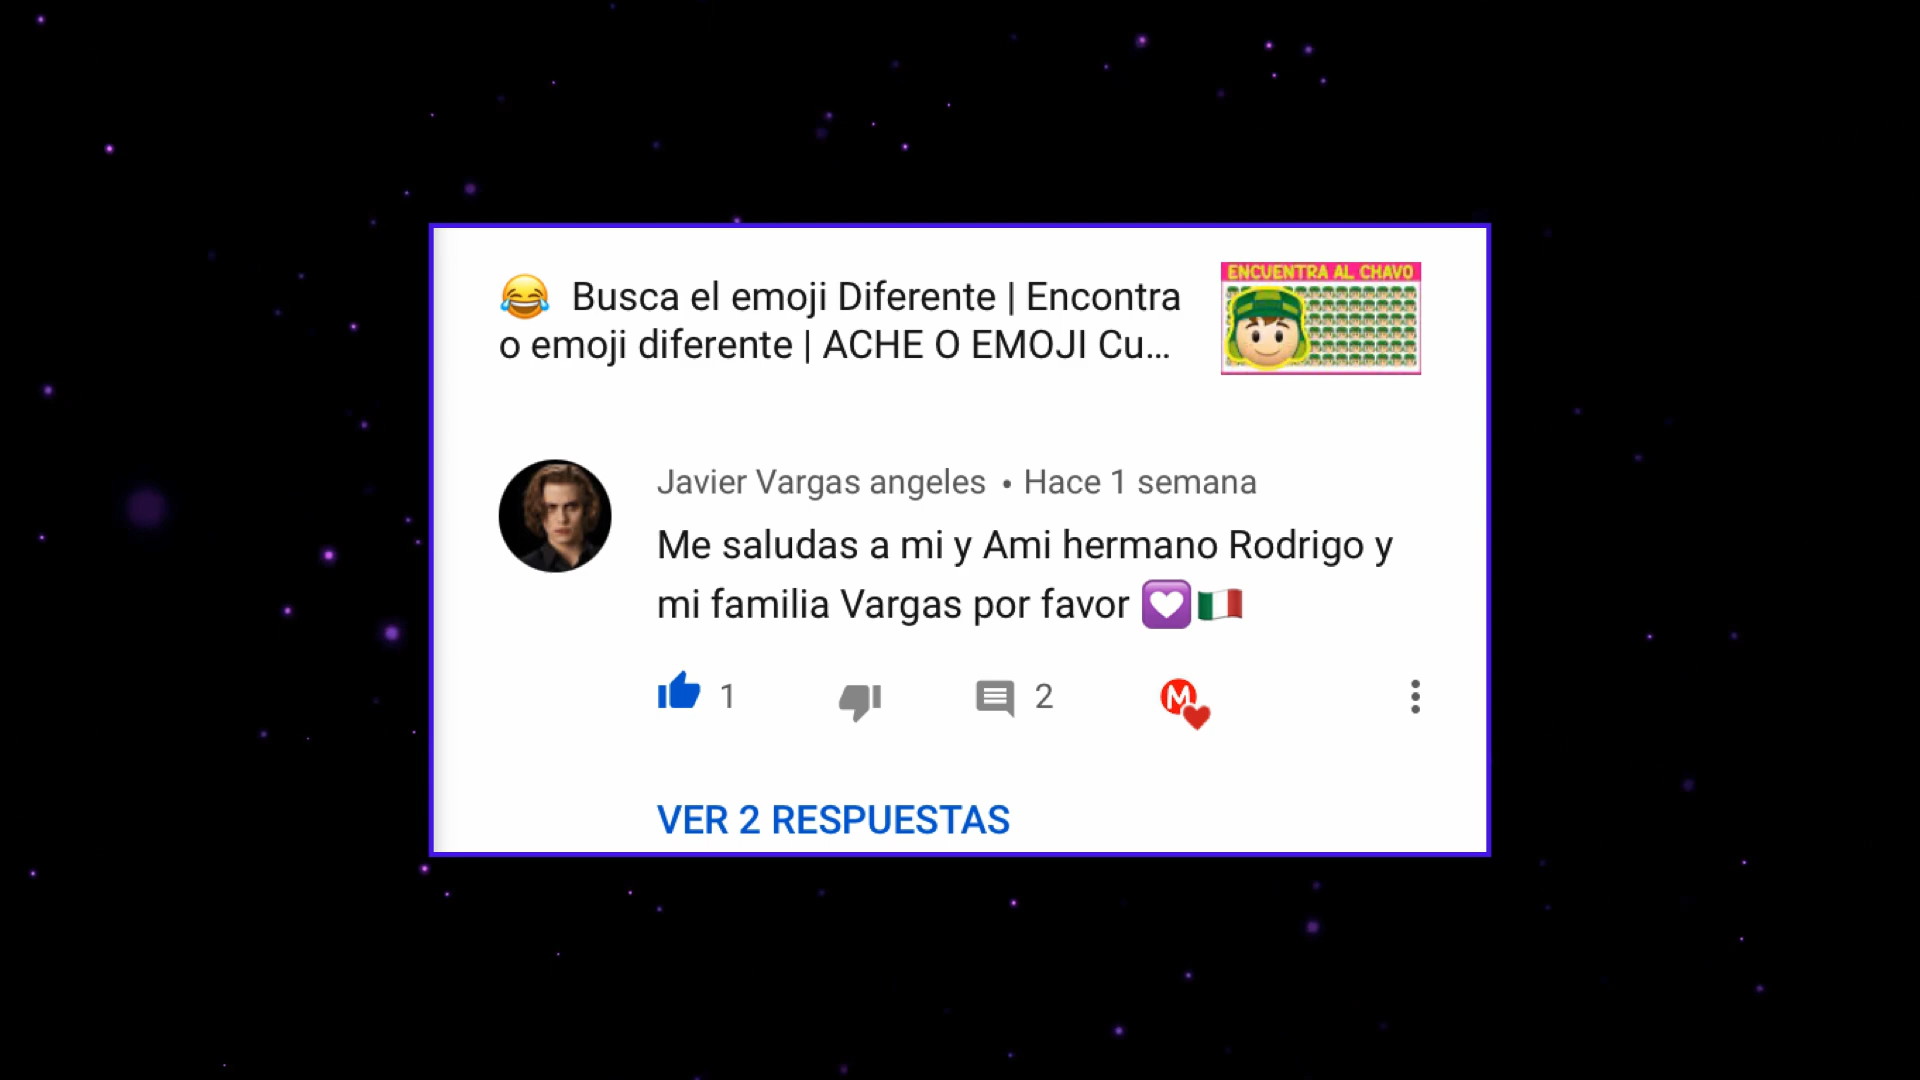 😂 Busca el emoji Diferente | Encontra
o emoji diferente | ACHE O EMOJI Cu...
ENCUENTRA AL CHAVO
Javier Vargas angeles • Hace 1 semana
Me saludas a mi y Ami hermano Rodrigo y
mi familia Vargas por favor 💟🇮🇹
1
2
M
VER 2 RESPUESTAS